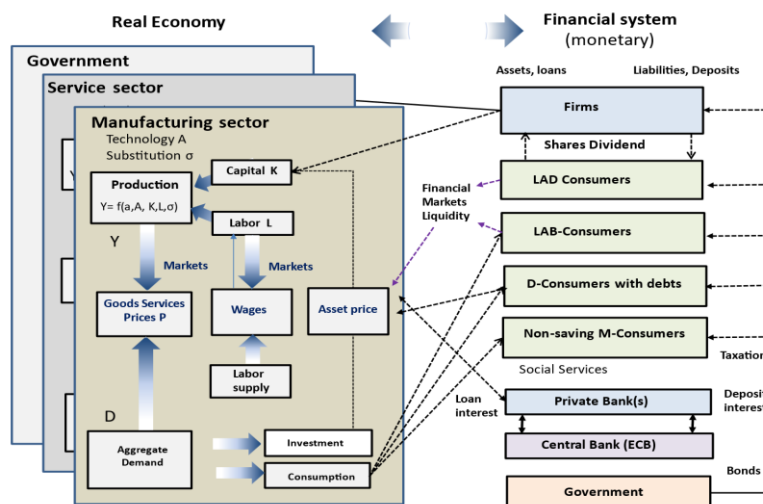 Real Economy
Financial system
(monetary)
Government
Service sector
Manufacturing sector
Technology A
Substitution σ
Production
Y= f(a,A, K,L,σ)
Capital K
Labor L
Y
Markets
Markets
Goods Services
Prices P
Wages
Asset price
Labor
supply
D
Aggregate
Demand
Investment
Consumption
Assets, loans
Liabilities, Deposits
Firms
Shares Dividend
Financial
Markets
Liquidity
LAD Consumers
LAB-Consumers
D-Consumers with debts
Non-saving M-Consumers
Taxation
Social Services
Loan
interest
Private Bank(s)
Deposit
interest
Central Bank (ECB)
Bonds
Government